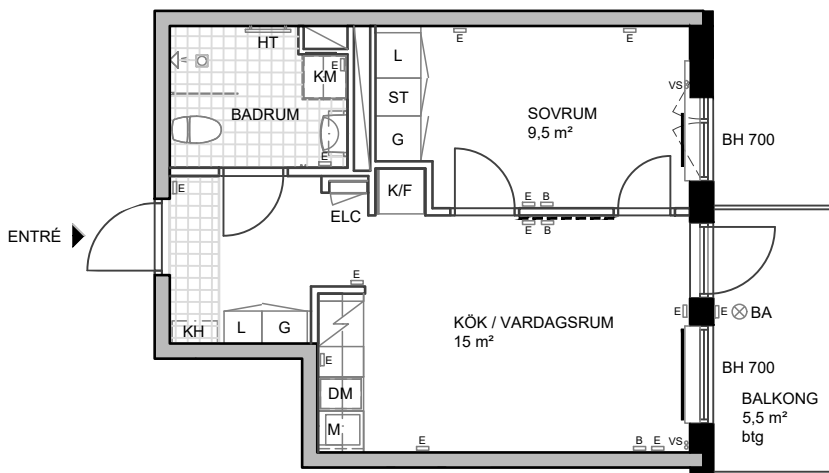 HT
L
E
E
E
KM
ST
VS
BADRUM
SOVRUM
9,5 m²
BH 700
G
E
E
K/F
ELC
E B
E B
ENTRÉ
E
KH
L
G
KÖK / VARDAGSRUM
15 m²
E
E
BA
E
DM
M
BH 700
BALKONG
5,5 m²
btg
E
B
E
VS